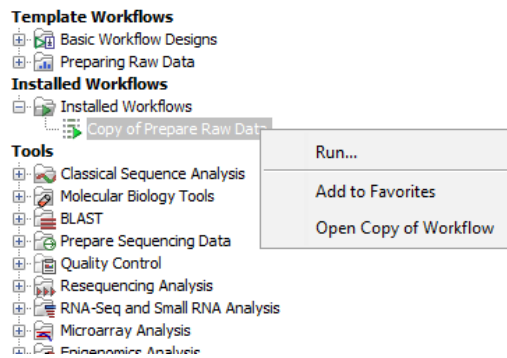 Template Workflows
Basic Workflow Designs
Preparing Raw Data
Installed Workflows
Installed Workflows
Copy of Prepare Raw Data
Run...
Add to Favorites
Open Copy of Workflow
Tools
Classical Sequence Analysis
Molecular Biology Tools
BLAST
Prepare Sequencing Data
Quality Control
Resequencing Analysis
RNA-Seq and Small RNA Analysis
Microarray Analysis
Epigenomics Analysis